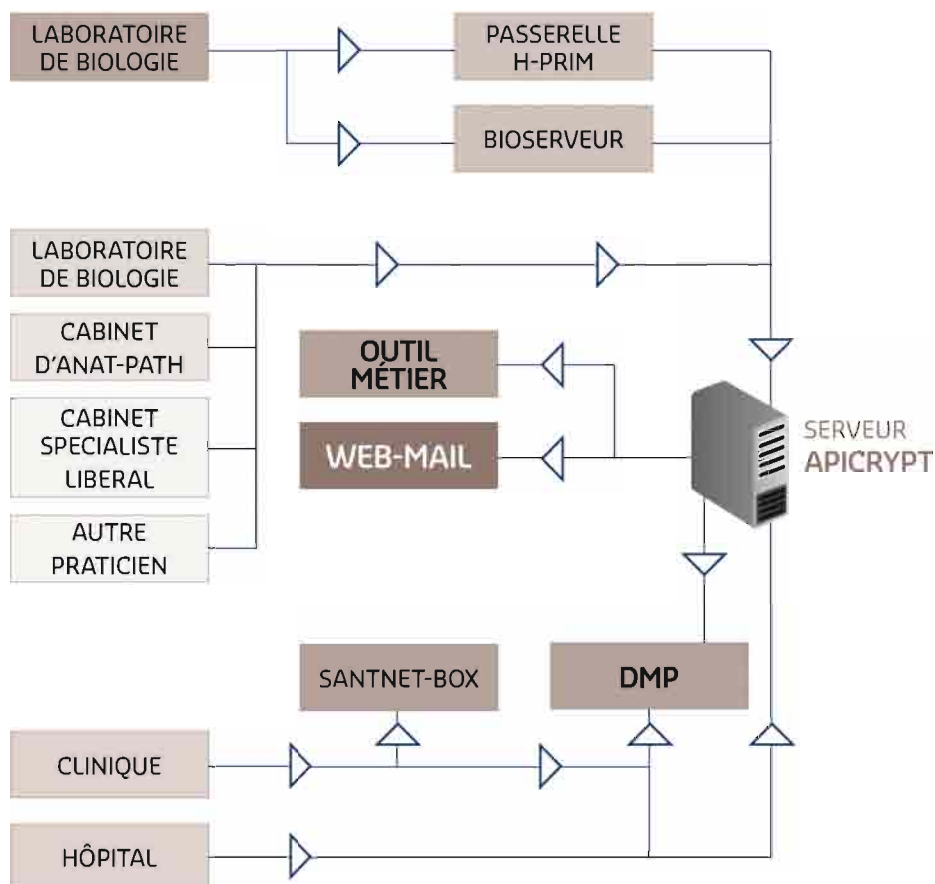 LABORATOIRE
DE BIOLOGIE
PASSERELLE
H-PRIM
BIOSERVEUR
LABORATOIRE
DE BIOLOGIE
CABINET
D'ANAT-PATH
OUTIL
MÉTIER
CABINET
SPECIALISTE
LIBERAL
WEB-MAIL
SERVEUR
APICRYPT
AUTRE
PRATICIEN
SANTNET-BOX
DMP
CLINIQUE
HÔPITAL